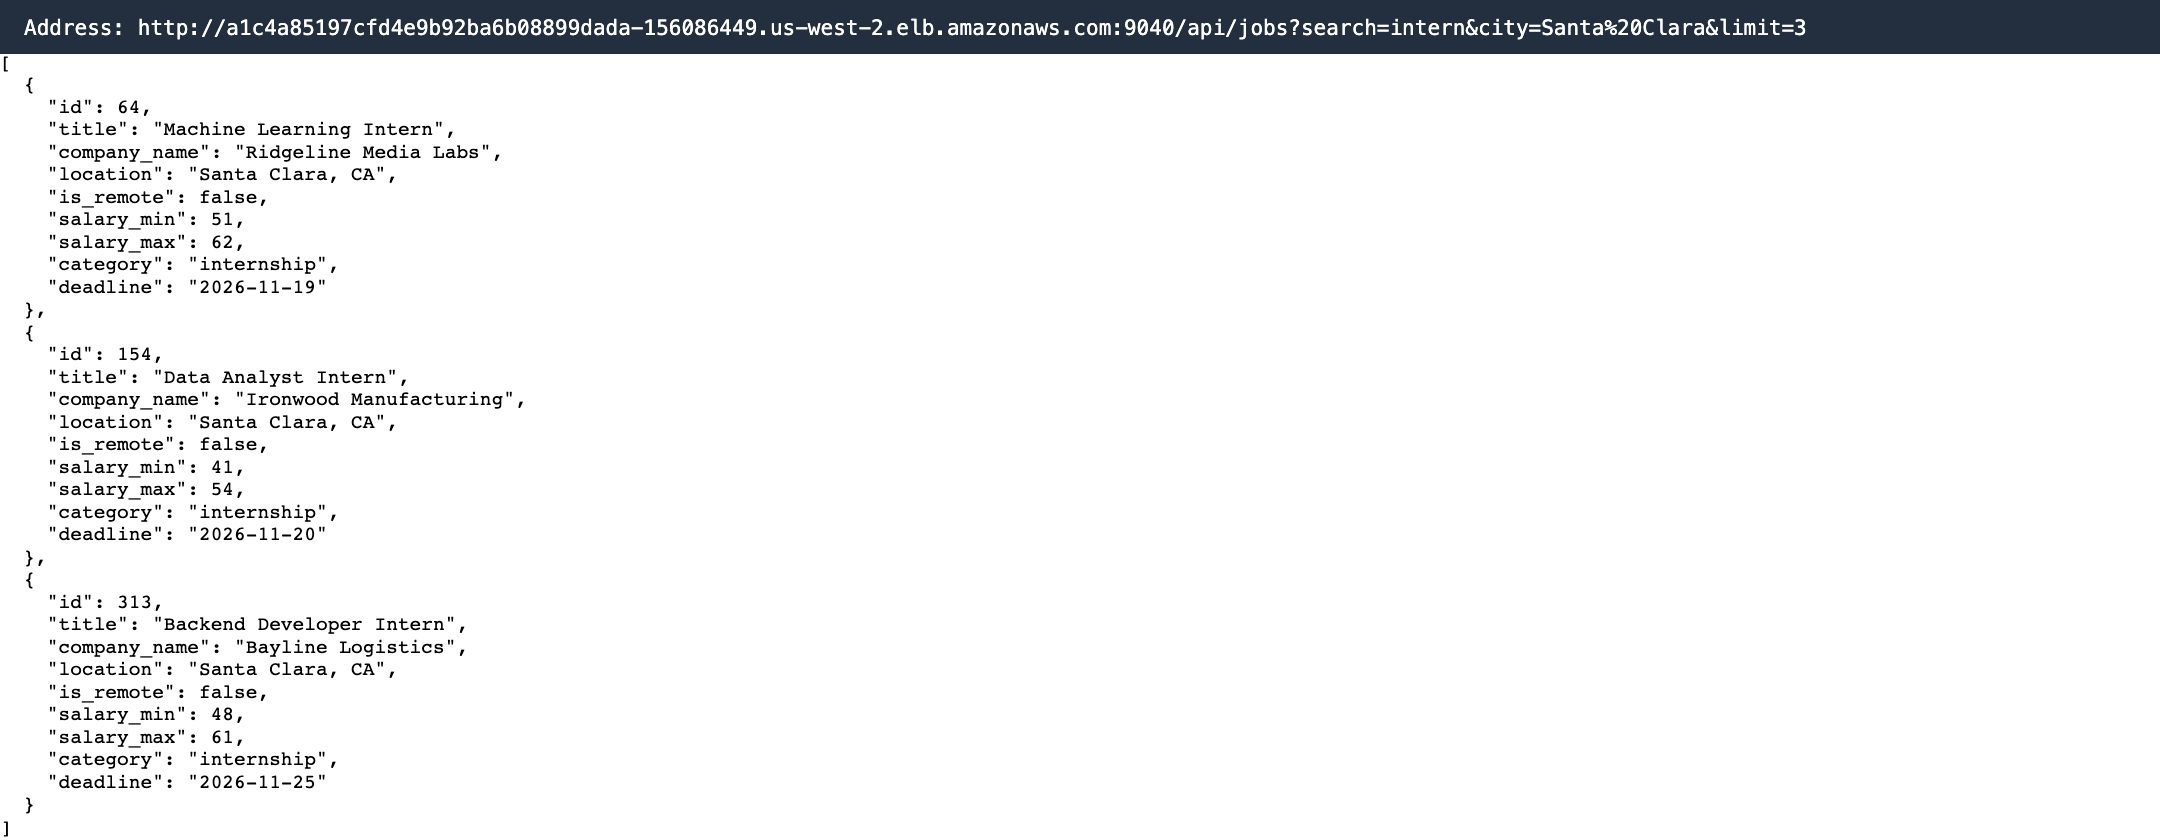 Address: http://a1c4a85197cfd4e9b92ba6b08899dada-156086449.us-west-2.elb.amazonaws.com:9040/api/jobs?search=intern&city=Santa%20Clara&limit=3
[
  {
    "id": 64,
    "title": "Machine Learning Intern",
    "company_name": "Ridgeline Media Labs",
    "location": "Santa Clara, CA",
    "is_remote": false,
    "salary_min": 51,
    "salary_max": 62,
    "category": "internship",
    "deadline": "2026-11-19"
  },
  {
    "id": 154,
    "title": "Data Analyst Intern",
    "company_name": "Ironwood Manufacturing",
    "location": "Santa Clara, CA",
    "is_remote": false,
    "salary_min": 41,
    "salary_max": 54,
    "category": "internship",
    "deadline": "2026-11-20"
  },
  {
    "id": 313,
    "title": "Backend Developer Intern",
    "company_name": "Bayline Logistics",
    "location": "Santa Clara, CA",
    "is_remote": false,
    "salary_min": 48,
    "salary_max": 61,
    "category": "internship",
    "deadline": "2026-11-25"
  }
]